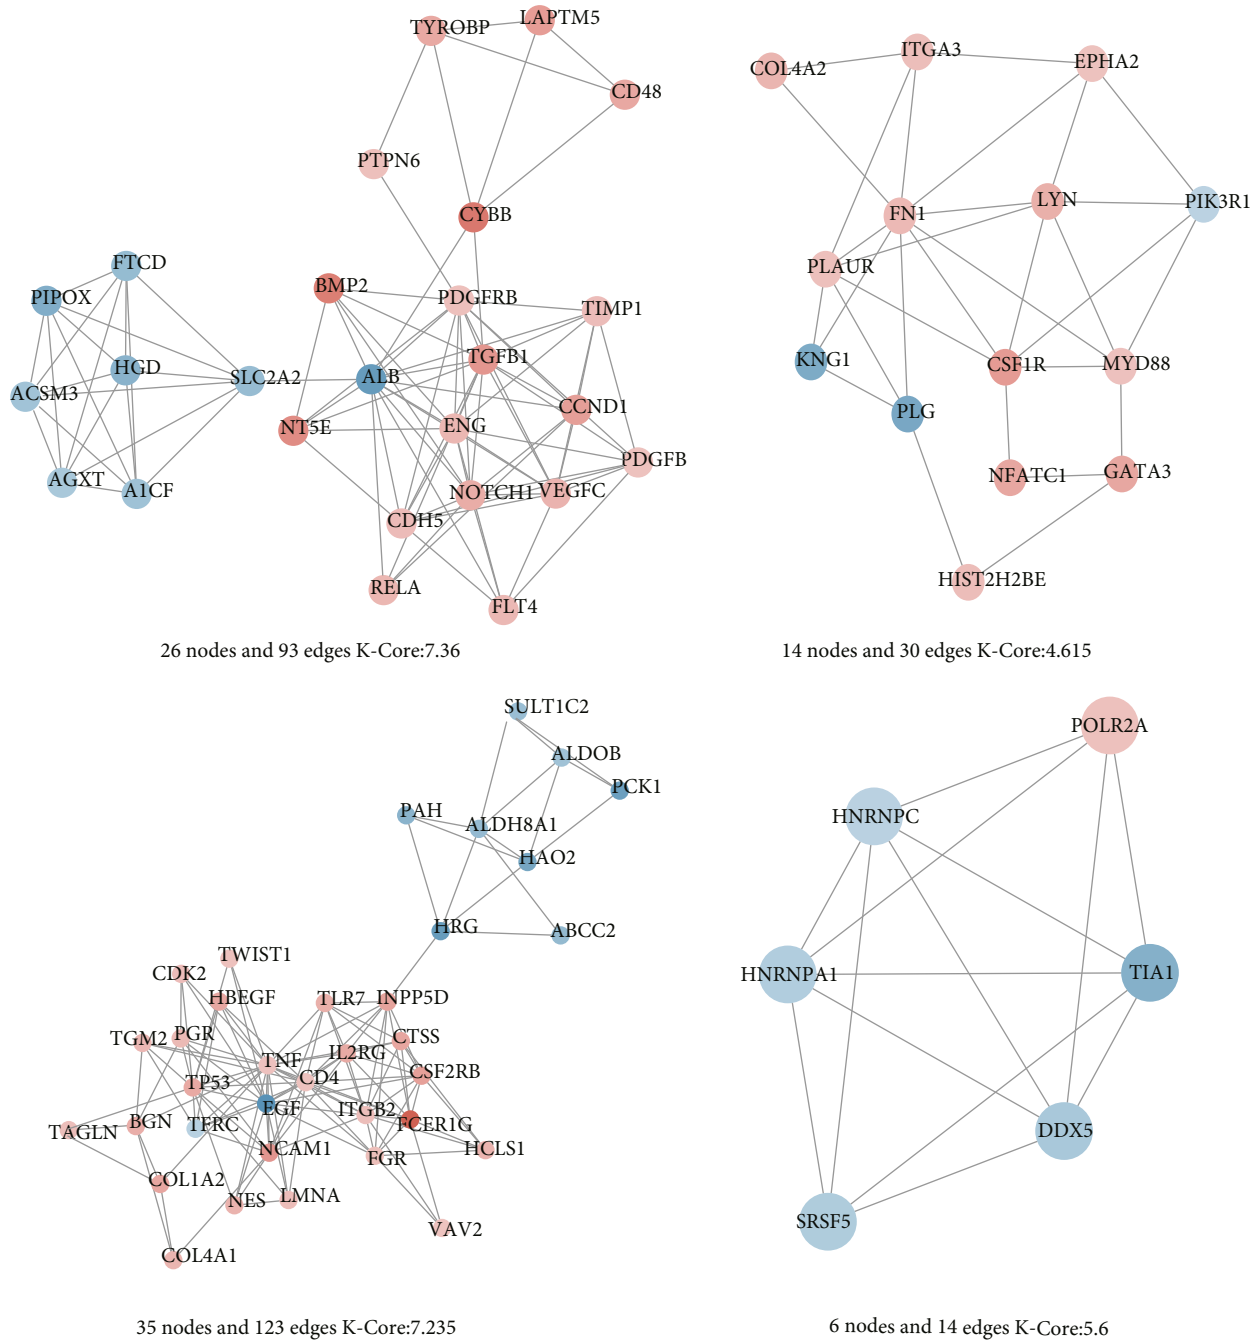 TYROBP
LAPTM5
CD48
PTPN6
CYBB
FTCD
PIPOX
BMP2
PDGFRB
TIMP1
HGD
TGFB1
ACSM3
SLC2A2
ALB
CCND1
NT5E
ENG
PDGFB
AGXT
A1CF
NOTCH1
VEGFC
CDH5
RELA
FLT4
26 nodes and 93 edges K-Core:7.36
ITGA3
COL4A2
EPHA2
LYN
PIK3R1
FN1
PLAUR
KNG1
CSF1R
MYD88
PLG
NFATC1
GATA3
HIST2H2BE
14 nodes and 30 edges K-Core:4.615
SULT1C2
ALDOB
PCK1
PAH
ALDH8A1
HAO2
HRG
ABCC2
TWIST1
CDK2
HBEGF
TLR7
INPP5D
TGM2
PGR
CTSS
TNF
IL2RG
CSF2RB
TP53
CD4
EGF
ITGB2
FCER1G
TAGLN
BGN
TFRC
NCAM1
FGR
HCLS1
COL1A2
NES
LMNA
VAV2
COL4A1
35 nodes and 123 edges K-Core:7.235
POLR2A
HNRNPC
HNRNPA1
TIA1
DDX5
SRSF5
6 nodes and 14 edges K-Core:5.6